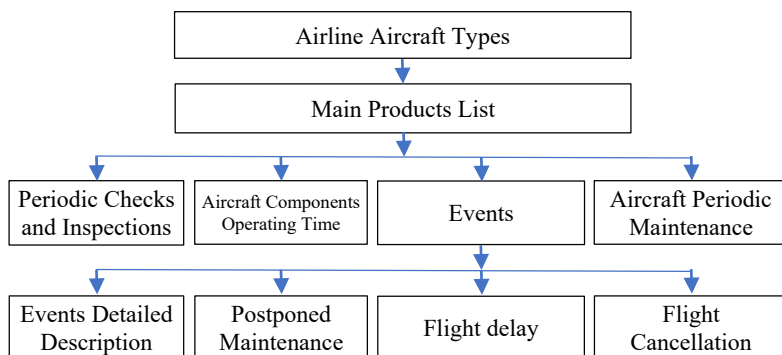 Airline Aircraft Types
Main Products List
Periodic Checks
and Inspections
Aircraft Components
Operating Time
Events
Aircraft Periodic
Maintenance
Events Detailed
Description
Postponed
Maintenance
Flight delay
Flight
Cancellation